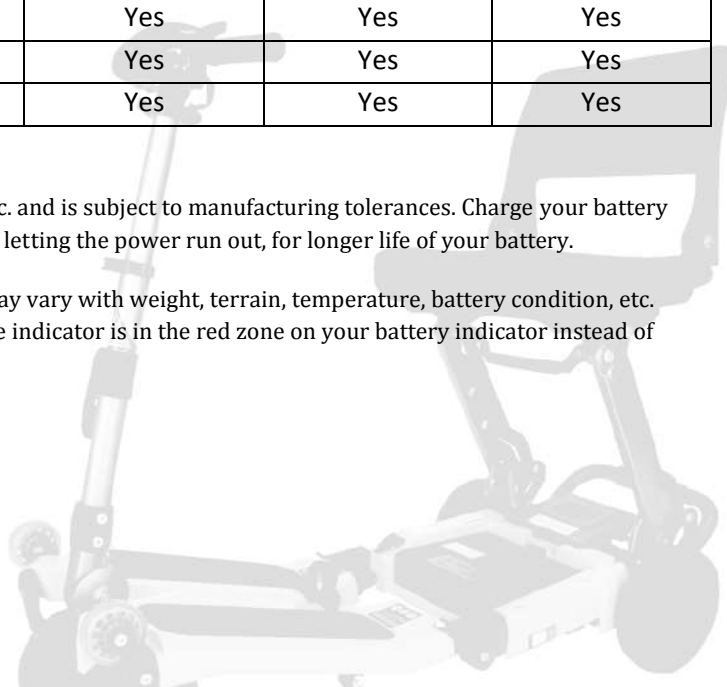 Yes Yes Yes
Yes Yes Yes
Yes Yes Yes
c. and is subject to manufacturing tolerances. Charge your battery
letting the power run out, for longer life of your battery.
ay vary with weight, terrain, temperature, battery condition, etc.
e indicator is in the red zone on your battery indicator instead of